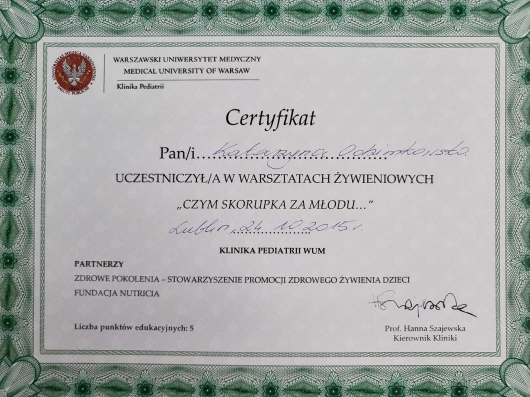 WARSZAWSKI UNIWERSYTET MEDYCZNY
MEDICAL UNIVERSITY OF WARSAW
Klinika Pediatrii
Certyfikat
Pan/i Katarzyna Odzimkowska
UCZESTNICZYŁ/A W WARSZTATACH ŻYWIENIOWYCH
„CZYM SKORUPKA ZA MŁODU...”
Lublin, 24.10.2015 r.
KLINIKA PEDIATRII WUM
PARTNERZY
ZDROWE POKOLENIA – STOWARZYSZENIE PROMOCJI ZDROWEGO ŻYWIENIA DZIECI
FUNDACJA NUTRICIA
Liczba punktów edukacyjnych: 5
Prof. Hanna Szajewska
Kierownik Kliniki